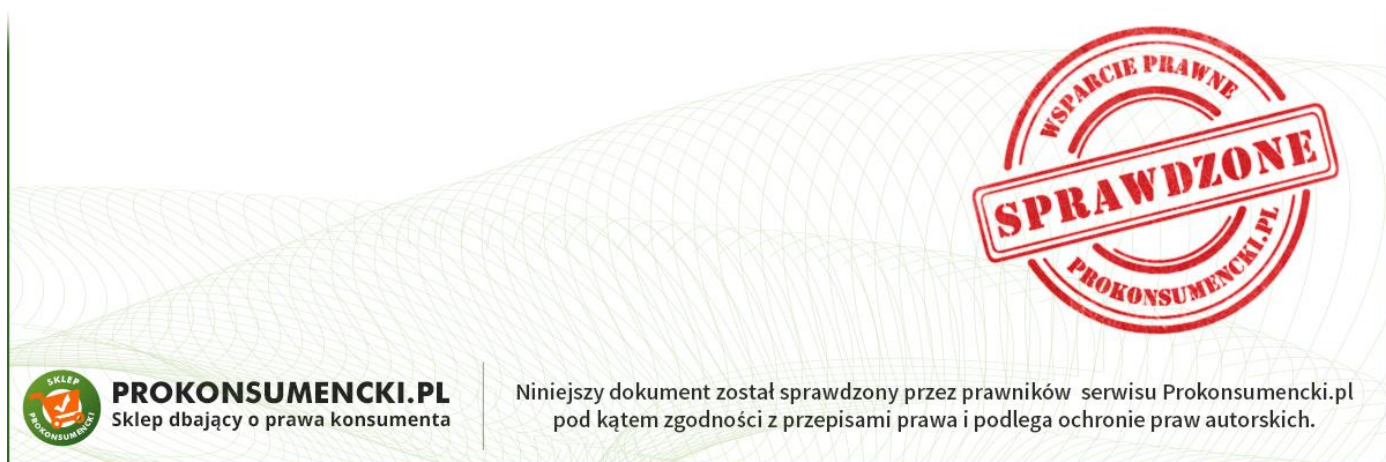 WSPARCIE PRAWNE
SPRAWDZONE
PROKONSUMENCKI.PL
SKLEP
PROKONSUMENCKI
PROKONSUMENCKI.PL
Sklep dbający o prawa konsumenta
Niniejszy dokument został sprawdzony przez prawników serwisu Prokonsumencki.pl
pod kątem zgodności z przepisami prawa i podlega ochronie praw autorskich.